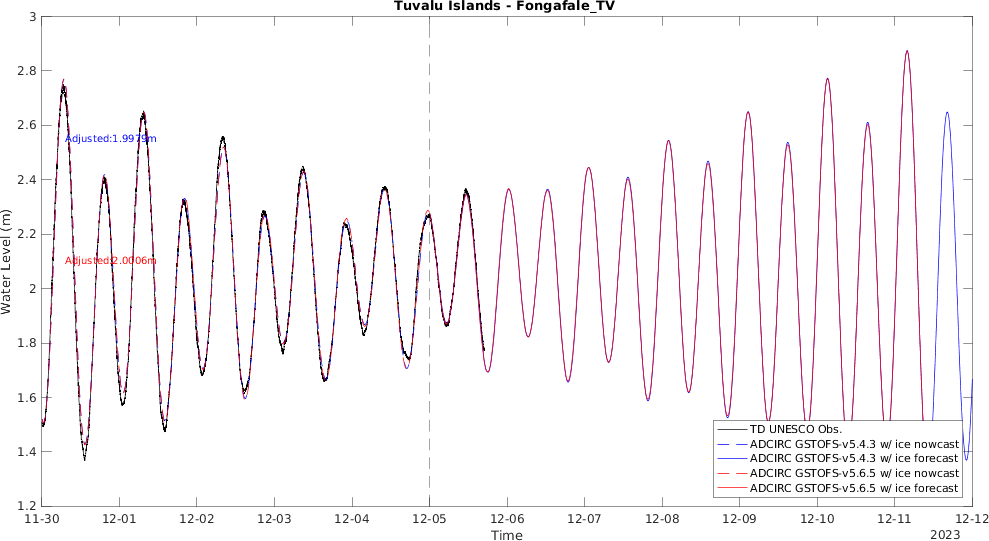 Tuvalu Islands - Fongafale_TV
Water Level (m)
3
2.8
2.6
2.4
2.2
2
1.8
1.6
1.4
1.2
Adjusted:1.9979m
Adjusted:2.0006m
TD UNESCO Obs.
ADCIRC GSTOFS-v5.4.3 w/ ice nowcast
ADCIRC GSTOFS-v5.4.3 w/ ice forecast
ADCIRC GSTOFS-v5.6.5 w/ ice nowcast
ADCIRC GSTOFS-v5.6.5 w/ ice forecast
11-30 12-01 12-02 12-03 12-04 12-05 12-06 12-07 12-08 12-09 12-10 12-11 12-12
Time
2023